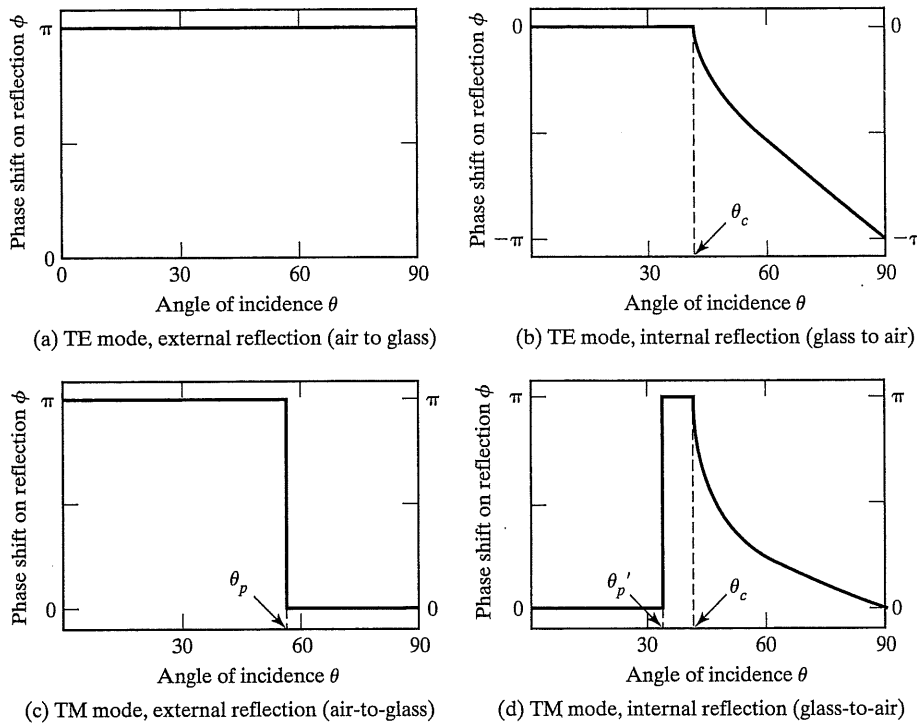 Phase shift on reflection ϕ
π
0
0
30
60
90
Angle of incidence θ
(a) TE mode, external reflection (air to glass)
Phase shift on reflection ϕ
0
0
−π
θc
30
60
90
Angle of incidence θ
(b) TE mode, internal reflection (glass to air)
Phase shift on reflection ϕ
π
π
θp
0
0
30
60
90
Angle of incidence θ
(c) TM mode, external reflection (air-to-glass)
Phase shift on reflection ϕ
π
π
θp′
θc
0
0
30
60
90
Angle of incidence θ
(d) TM mode, internal reflection (glass-to-air)